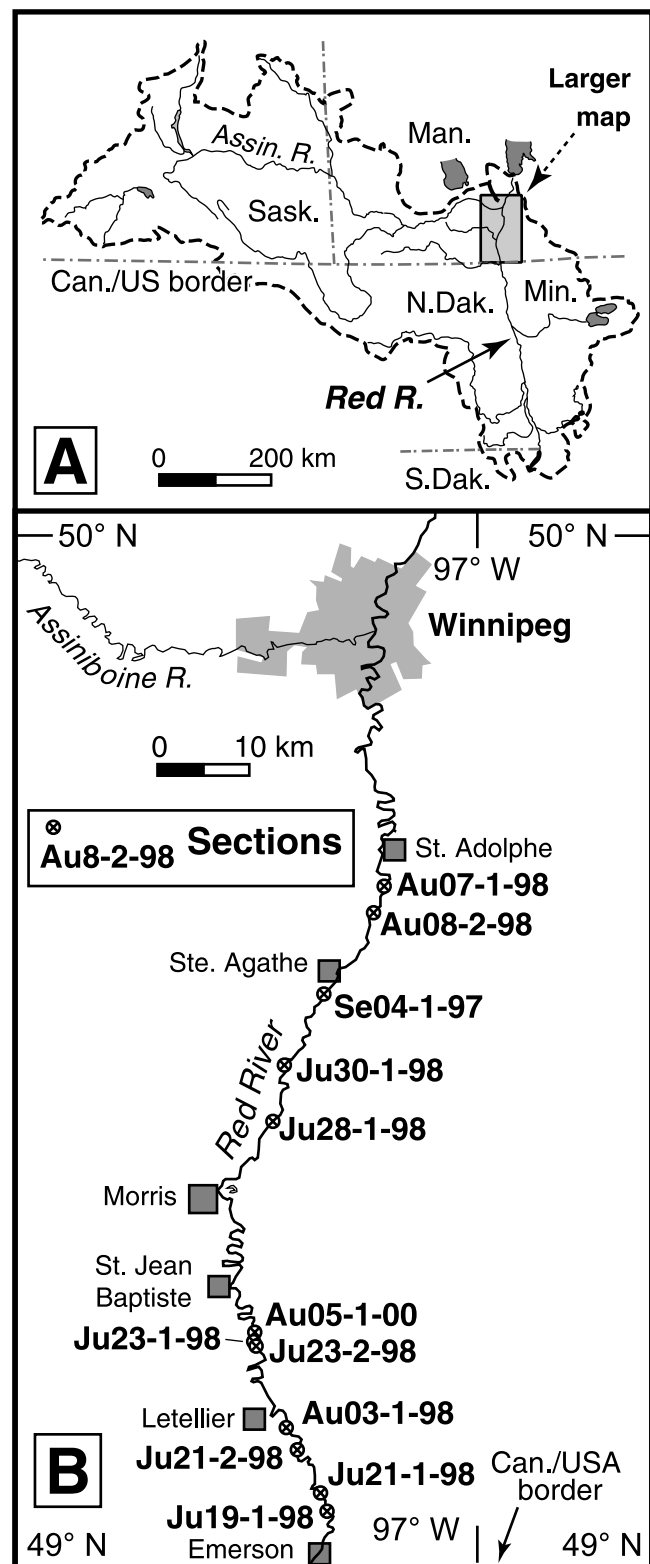 Larger
map
Man.
Assin. R.
Sask.
Can./US border
N.Dak.
Min.
Red R.
A
0 200 km
S.Dak.
50° N
50° N
97° W
Winnipeg
Assiniboine R.
0 10 km
Sections
Au8-2-98
St. Adolphe
Au07-1-98
Au08-2-98
Ste. Agathe
Se04-1-97
Red River
Ju30-1-98
Ju28-1-98
Morris
St. Jean
Baptiste
Au05-1-00
Ju23-1-98
Ju23-2-98
Letellier
Au03-1-98
Ju21-2-98
B
Can./USA
border
Ju21-1-98
Ju19-1-98
97° W
49° N
Emerson
49° N